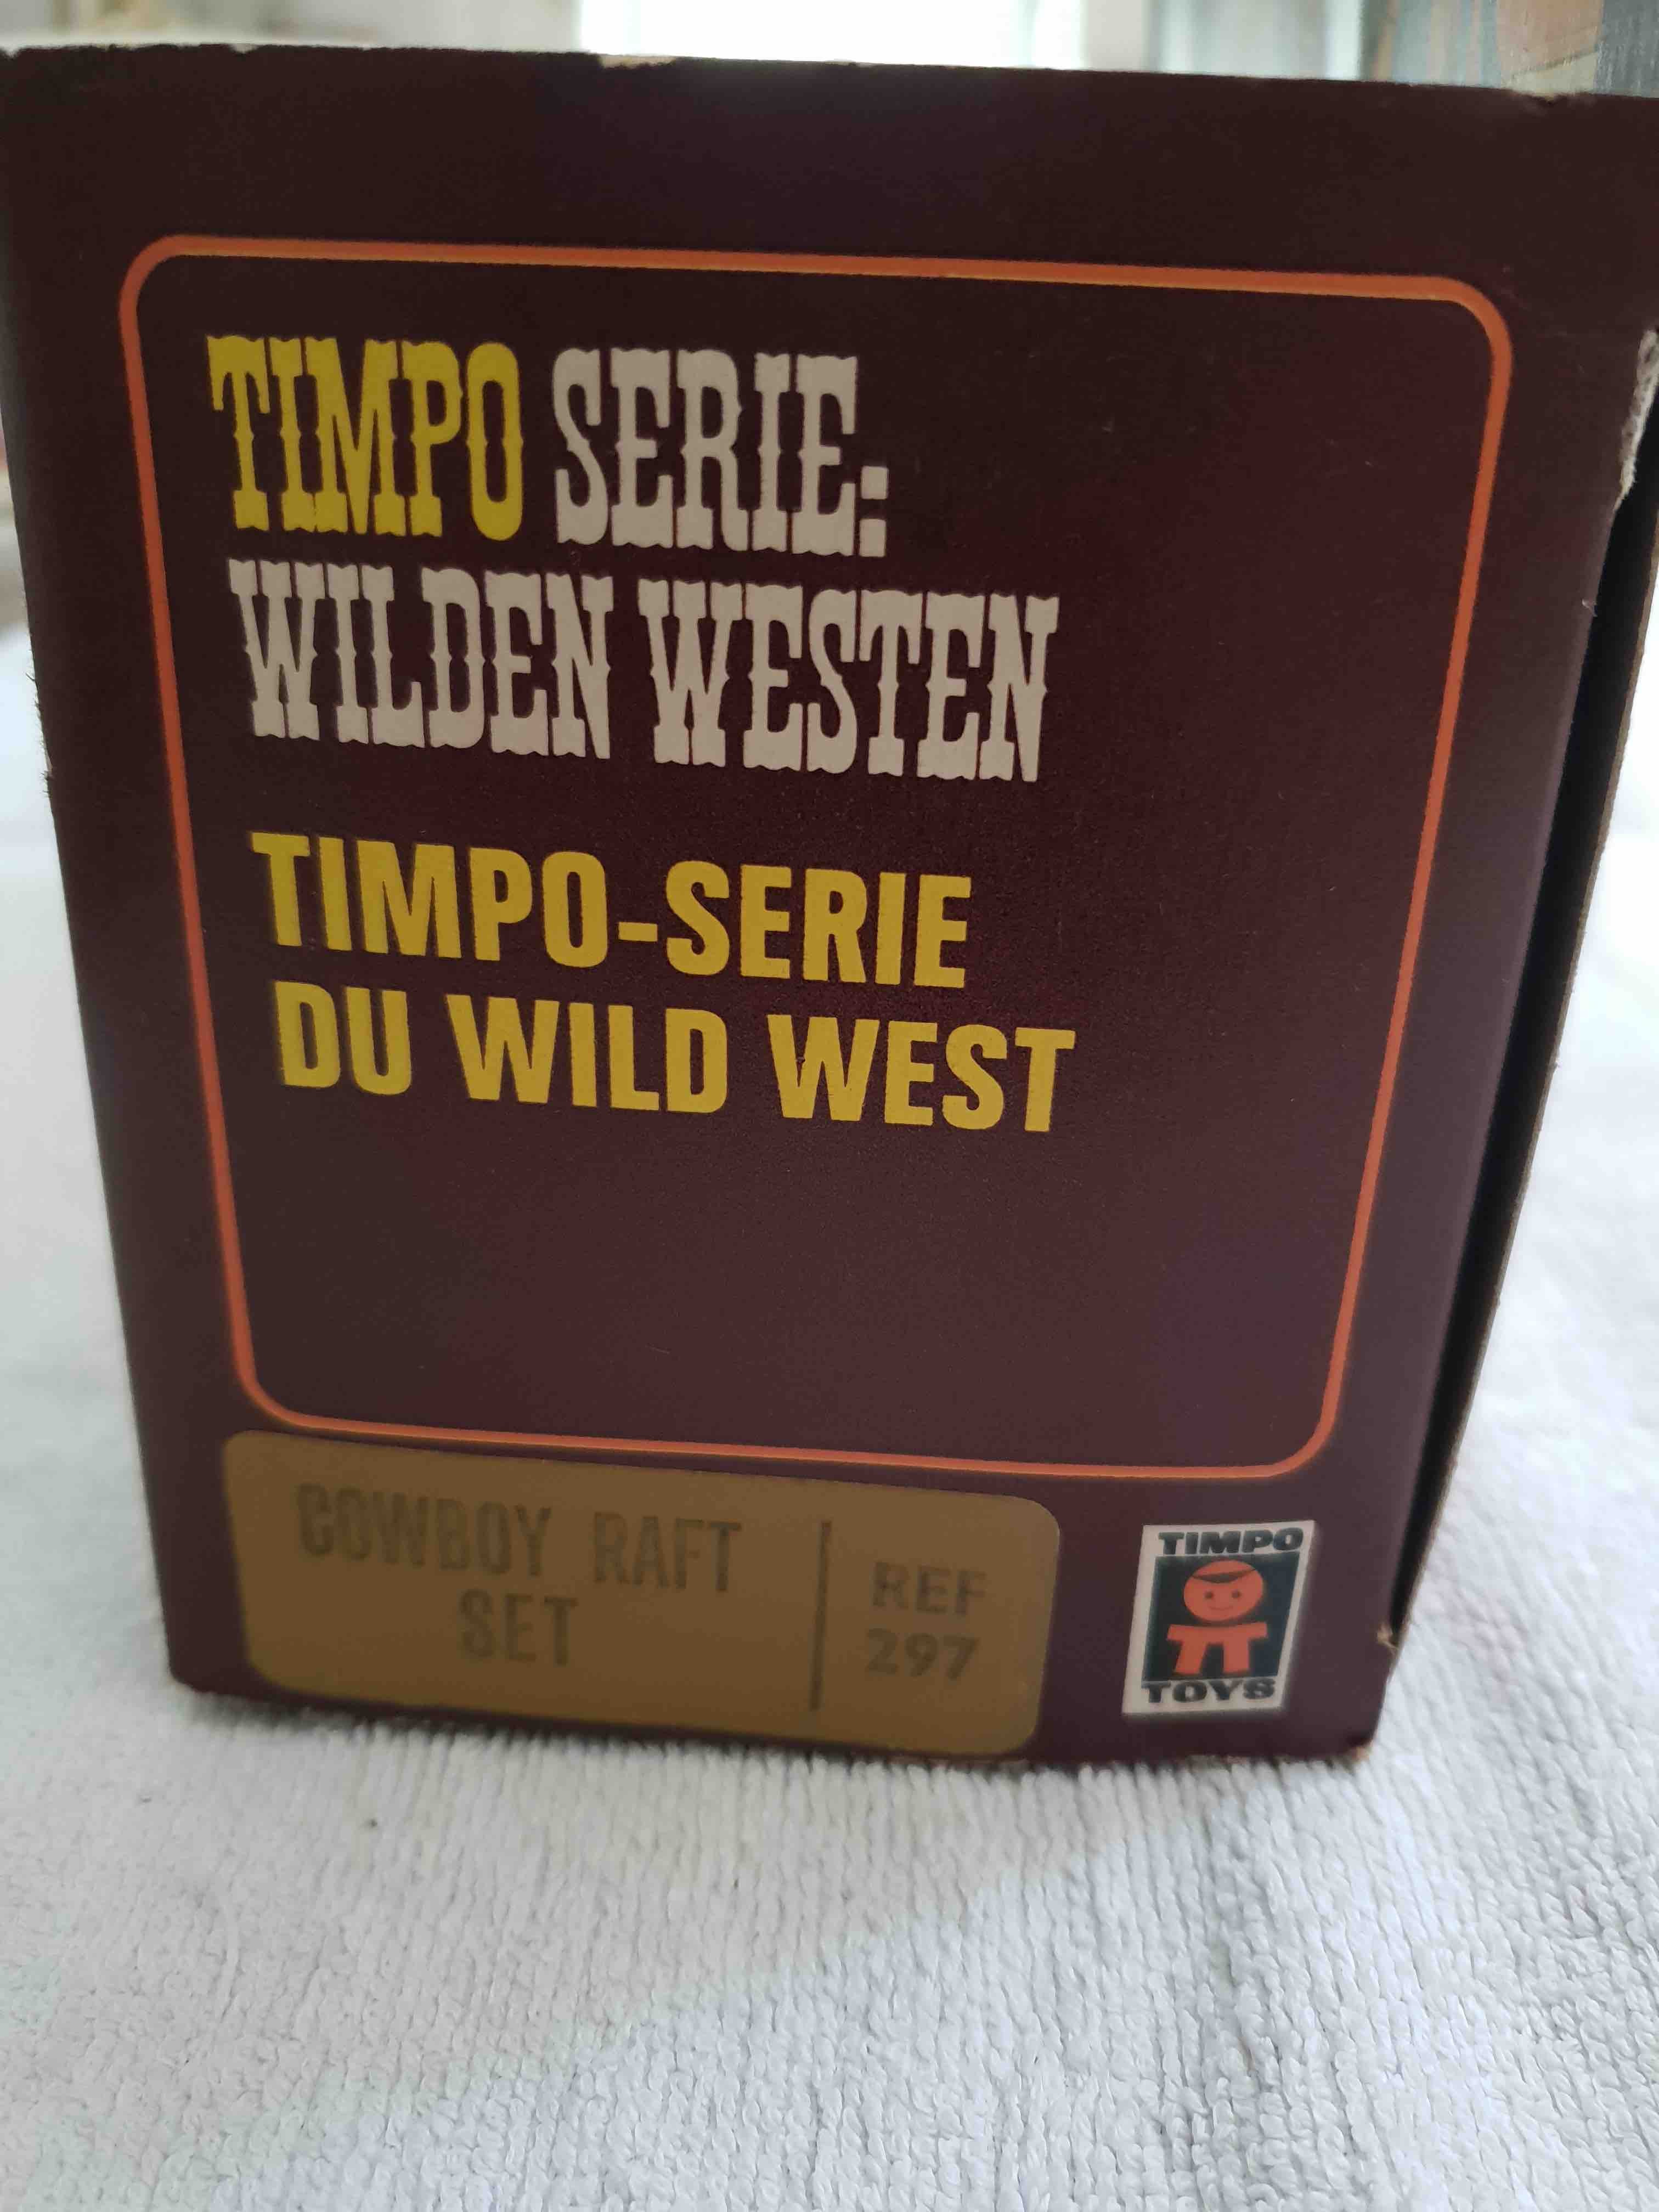 TIMPO SERIE:
WILDEN WESTEN
TIMPO-SERIE
DU WILD WEST
COWBOY RAFT
SET
REF
297
TIMPO
TOYS